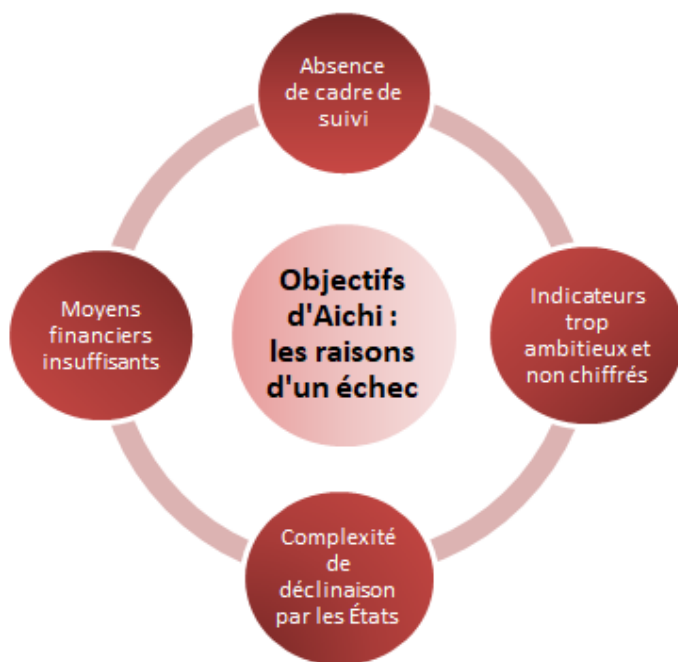 Absence
de cadre de
suivi
Objectifs
d'Aichi :
les raisons
d'un échec
Indicateurs
trop
ambitieux et
non chiffrés
Complexité
de
déclinaison
par les États
Moyens
financiers
insuffisants